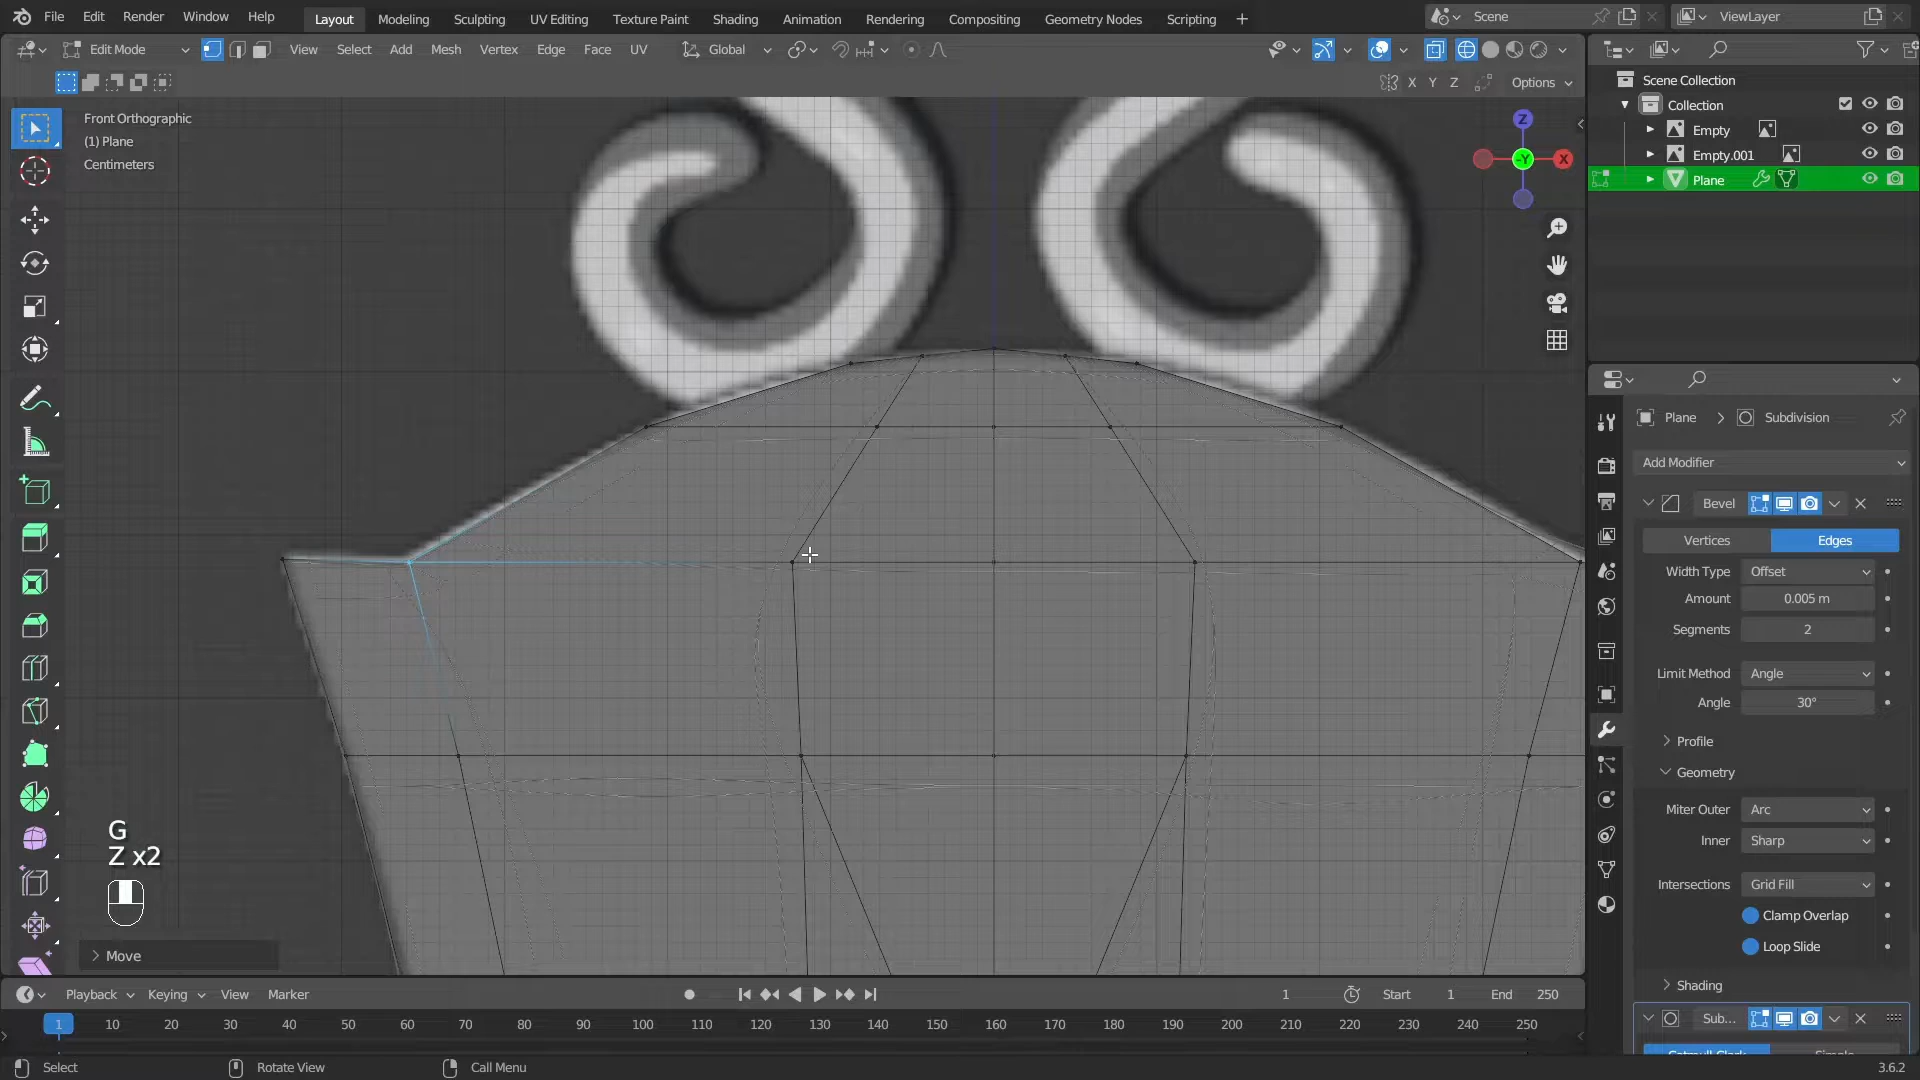 File Edit Render Window Help Layout Modeling Sculpting UV Editing Texture Paint Shading Animation Rendering Compositing Geometry Nodes Scripting Scene ViewLayer
Edit Mode View Select Add Mesh Vertex Edge Face UV Global
X Y Z Options
Front Orthographic
(1) Plane
Centimeters
Z
-Y
X
G
Z x2
Move
Scene Collection
Collection
Empty
Empty.001
Plane
Plane Subdivision
Add Modifier
Bevel
Vertices Edges
Width Type Offset
Amount 0.005 m
Segments 2
Limit Method Angle
Angle 30°
Profile
Geometry
Miter Outer Arc
Inner Sharp
Intersections Grid Fill
Clamp Overlap
Loop Slide
Shading
Sub...
Playback Keying View Marker 1 Start 1 End 250
1 10 20 30 40 50 60 70 80 90 100 110 120 130 140 150 160 170 180 190 200 210 220 230 240 250
Select Rotate View Call Menu 3.6.2